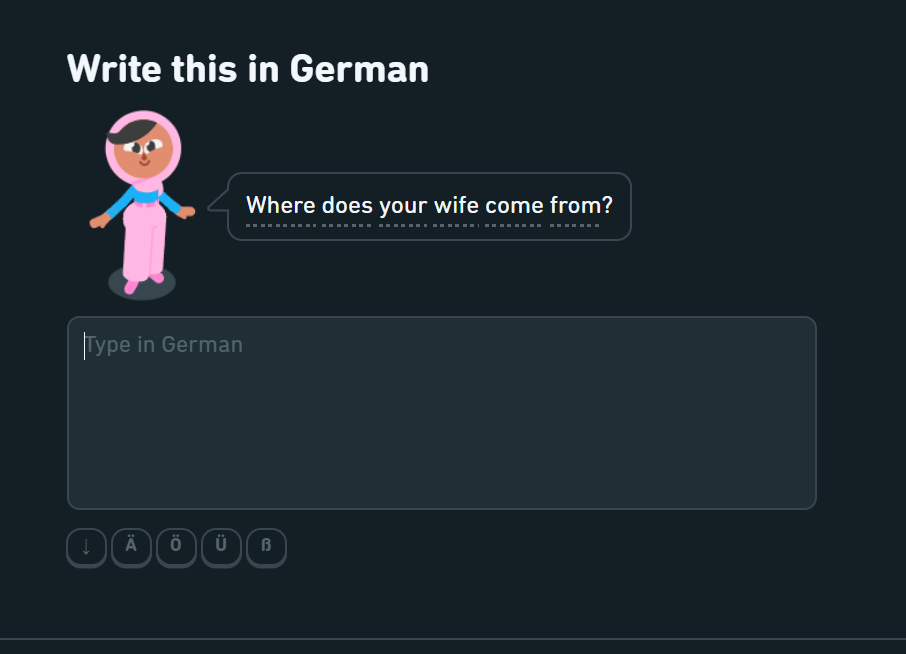 Write this in German
Where does your wife come from?
Type in German
↓ Ä Ö Ü ß